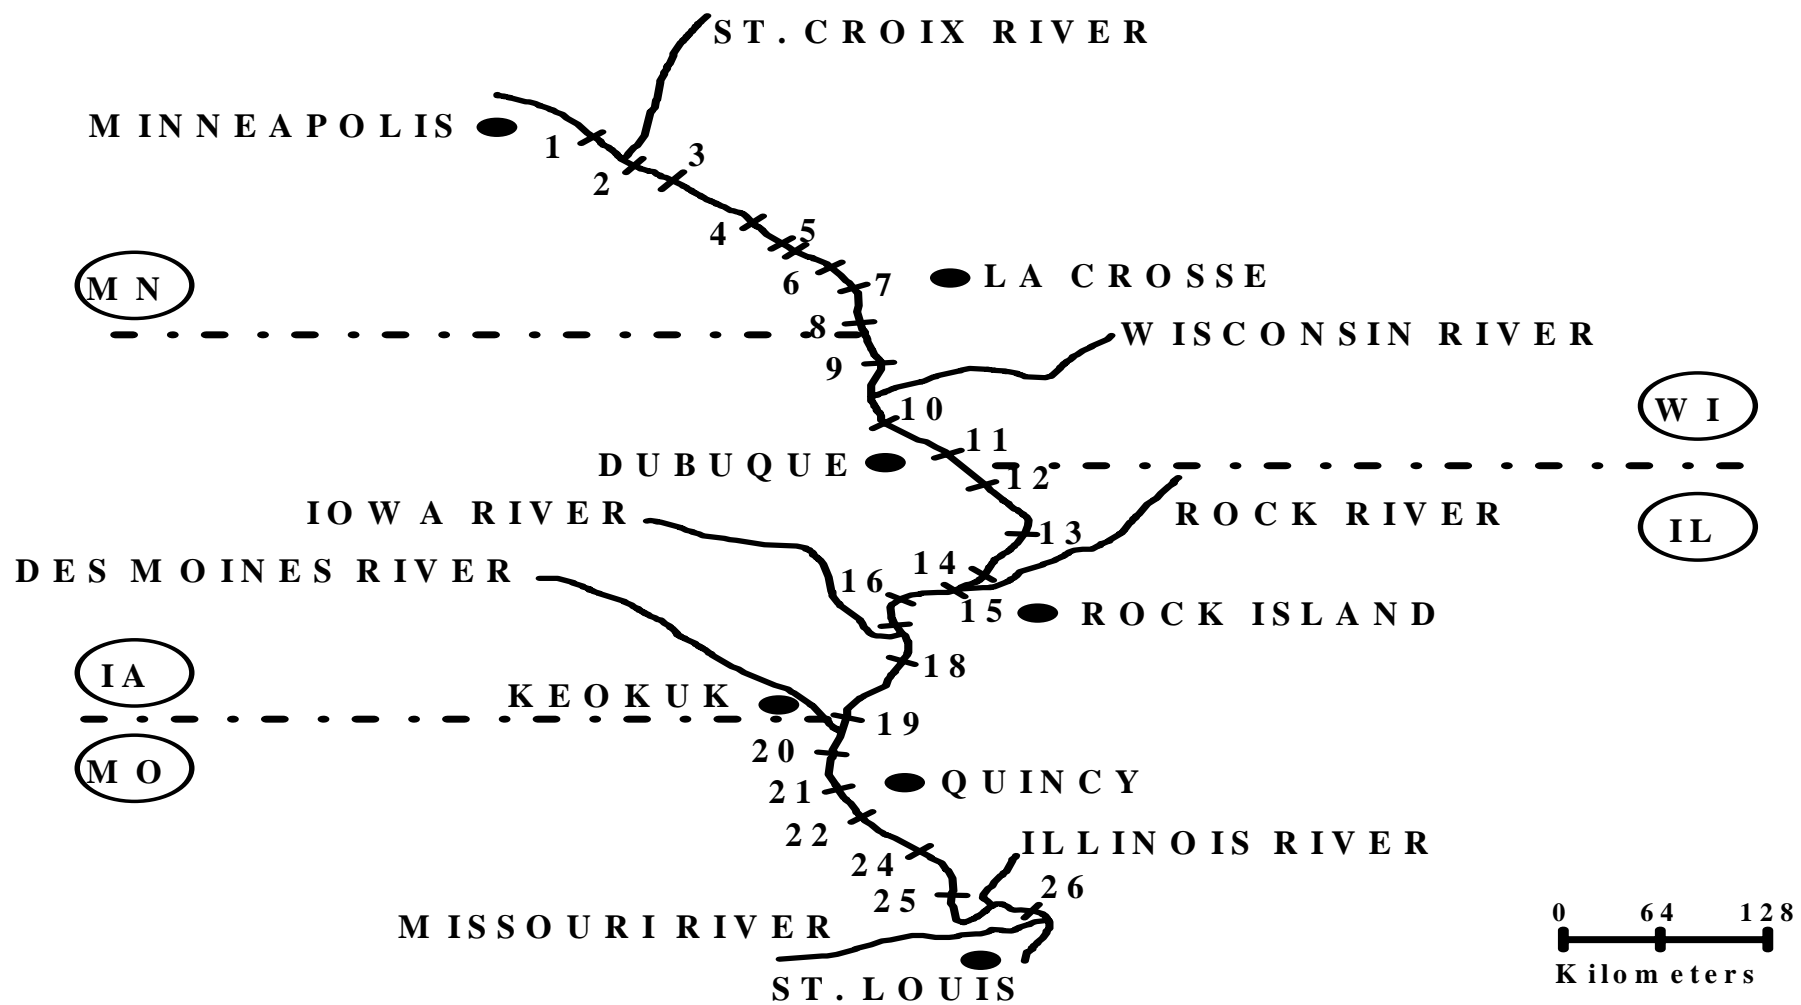 ST. CROIX RIVER
MINNEAPOLIS
1
2
3
4
5
6
7
MN
LA CROSSE
8
WISCONSIN RIVER
9
10
WI
11
DUBUQUE
12
IOWA RIVER
ROCK RIVER
13
IL
14
DES MOINES RIVER
16
15
ROCK ISLAND
18
IA
KEOKUK
19
20
MO
QUINCY
21
22
ILLINOIS RIVER
24
26
25
MISSOURI RIVER
0 64 128
Kilometers
ST. LOUIS